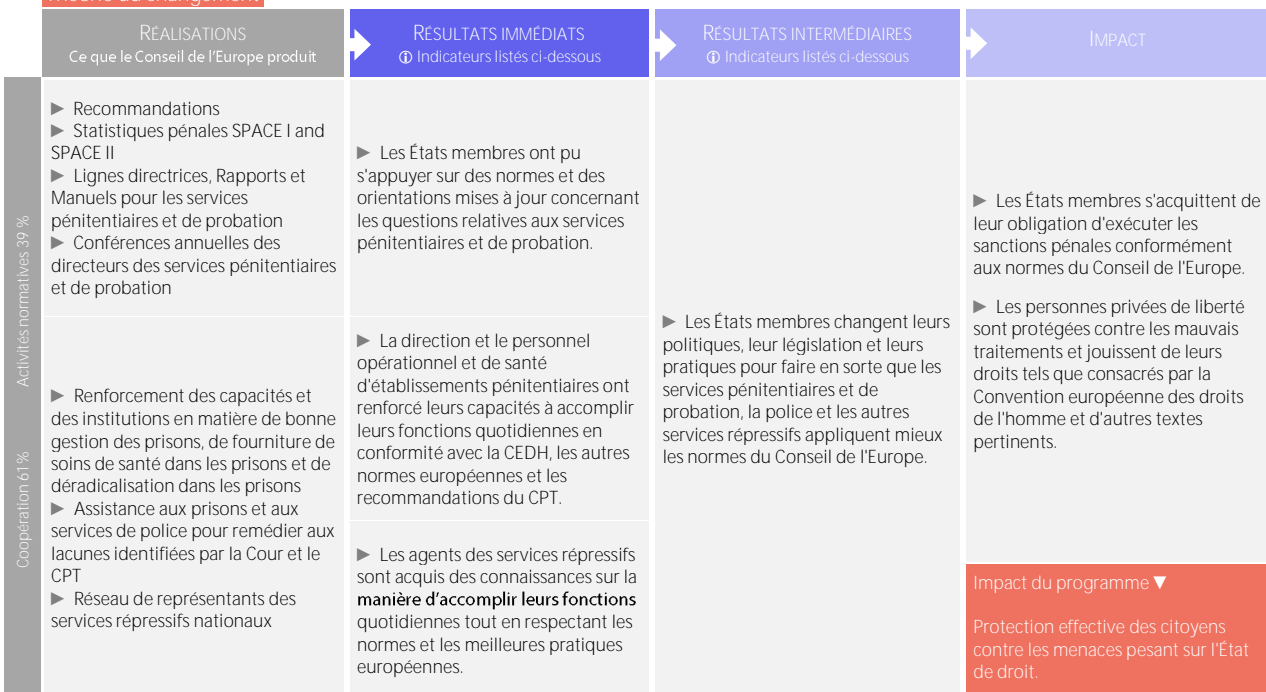 Théorie du changement
RÉALISATIONS
Ce que le Conseil de l'Europe produit
RÉSULTATS IMMÉDIATS
🛈 Indicateurs listés ci-dessous
RÉSULTATS INTERMÉDIAIRES
🛈 Indicateurs listés ci-dessous
IMPACT
Activités normatives 39 %
► Recommandations
► Statistiques pénales SPACE I and
SPACE II
► Lignes directrices, Rapports et
Manuels pour les services
pénitentiaires et de probation
► Conférences annuelles des
directeurs des services pénitentiaires
et de probation
► Les États membres ont pu
s'appuyer sur des normes et des
orientations mises à jour concernant
les questions relatives aux services
pénitentiaires et de probation.
Coopération 61%
► Renforcement des capacités et
des institutions en matière de bonne
gestion des prisons, de fourniture de
soins de santé dans les prisons et de
déradicalisation dans les prisons
► Assistance aux prisons et aux
services de police pour remédier aux
lacunes identifiées par la Cour et le
CPT
► Réseau de représentants des
services répressifs nationaux
► La direction et le personnel
opérationnel et de santé
d'établissements pénitentiaires ont
renforcé leurs capacités à accomplir
leurs fonctions quotidiennes en
conformité avec la CEDH, les autres
normes européennes et les
recommandations du CPT.
► Les agents des services répressifs
sont acquis des connaissances sur la
manière d'accomplir leurs fonctions
quotidiennes tout en respectant les
normes et les meilleures pratiques
européennes.
► Les États membres changent leurs
politiques, leur législation et leurs
pratiques pour faire en sorte que les
services pénitentiaires et de
probation, la police et les autres
services répressifs appliquent mieux
les normes du Conseil de l'Europe.
► Les États membres s'acquittent de
leur obligation d'exécuter les
sanctions pénales conformément
aux normes du Conseil de l'Europe.
► Les personnes privées de liberté
sont protégées contre les mauvais
traitements et jouissent de leurs
droits tels que consacrés par la
Convention européenne des droits
de l'homme et d'autres textes
pertinents.
Impact du programme ▼
Protection effective des citoyens
contre les menaces pesant sur l'État
de droit.